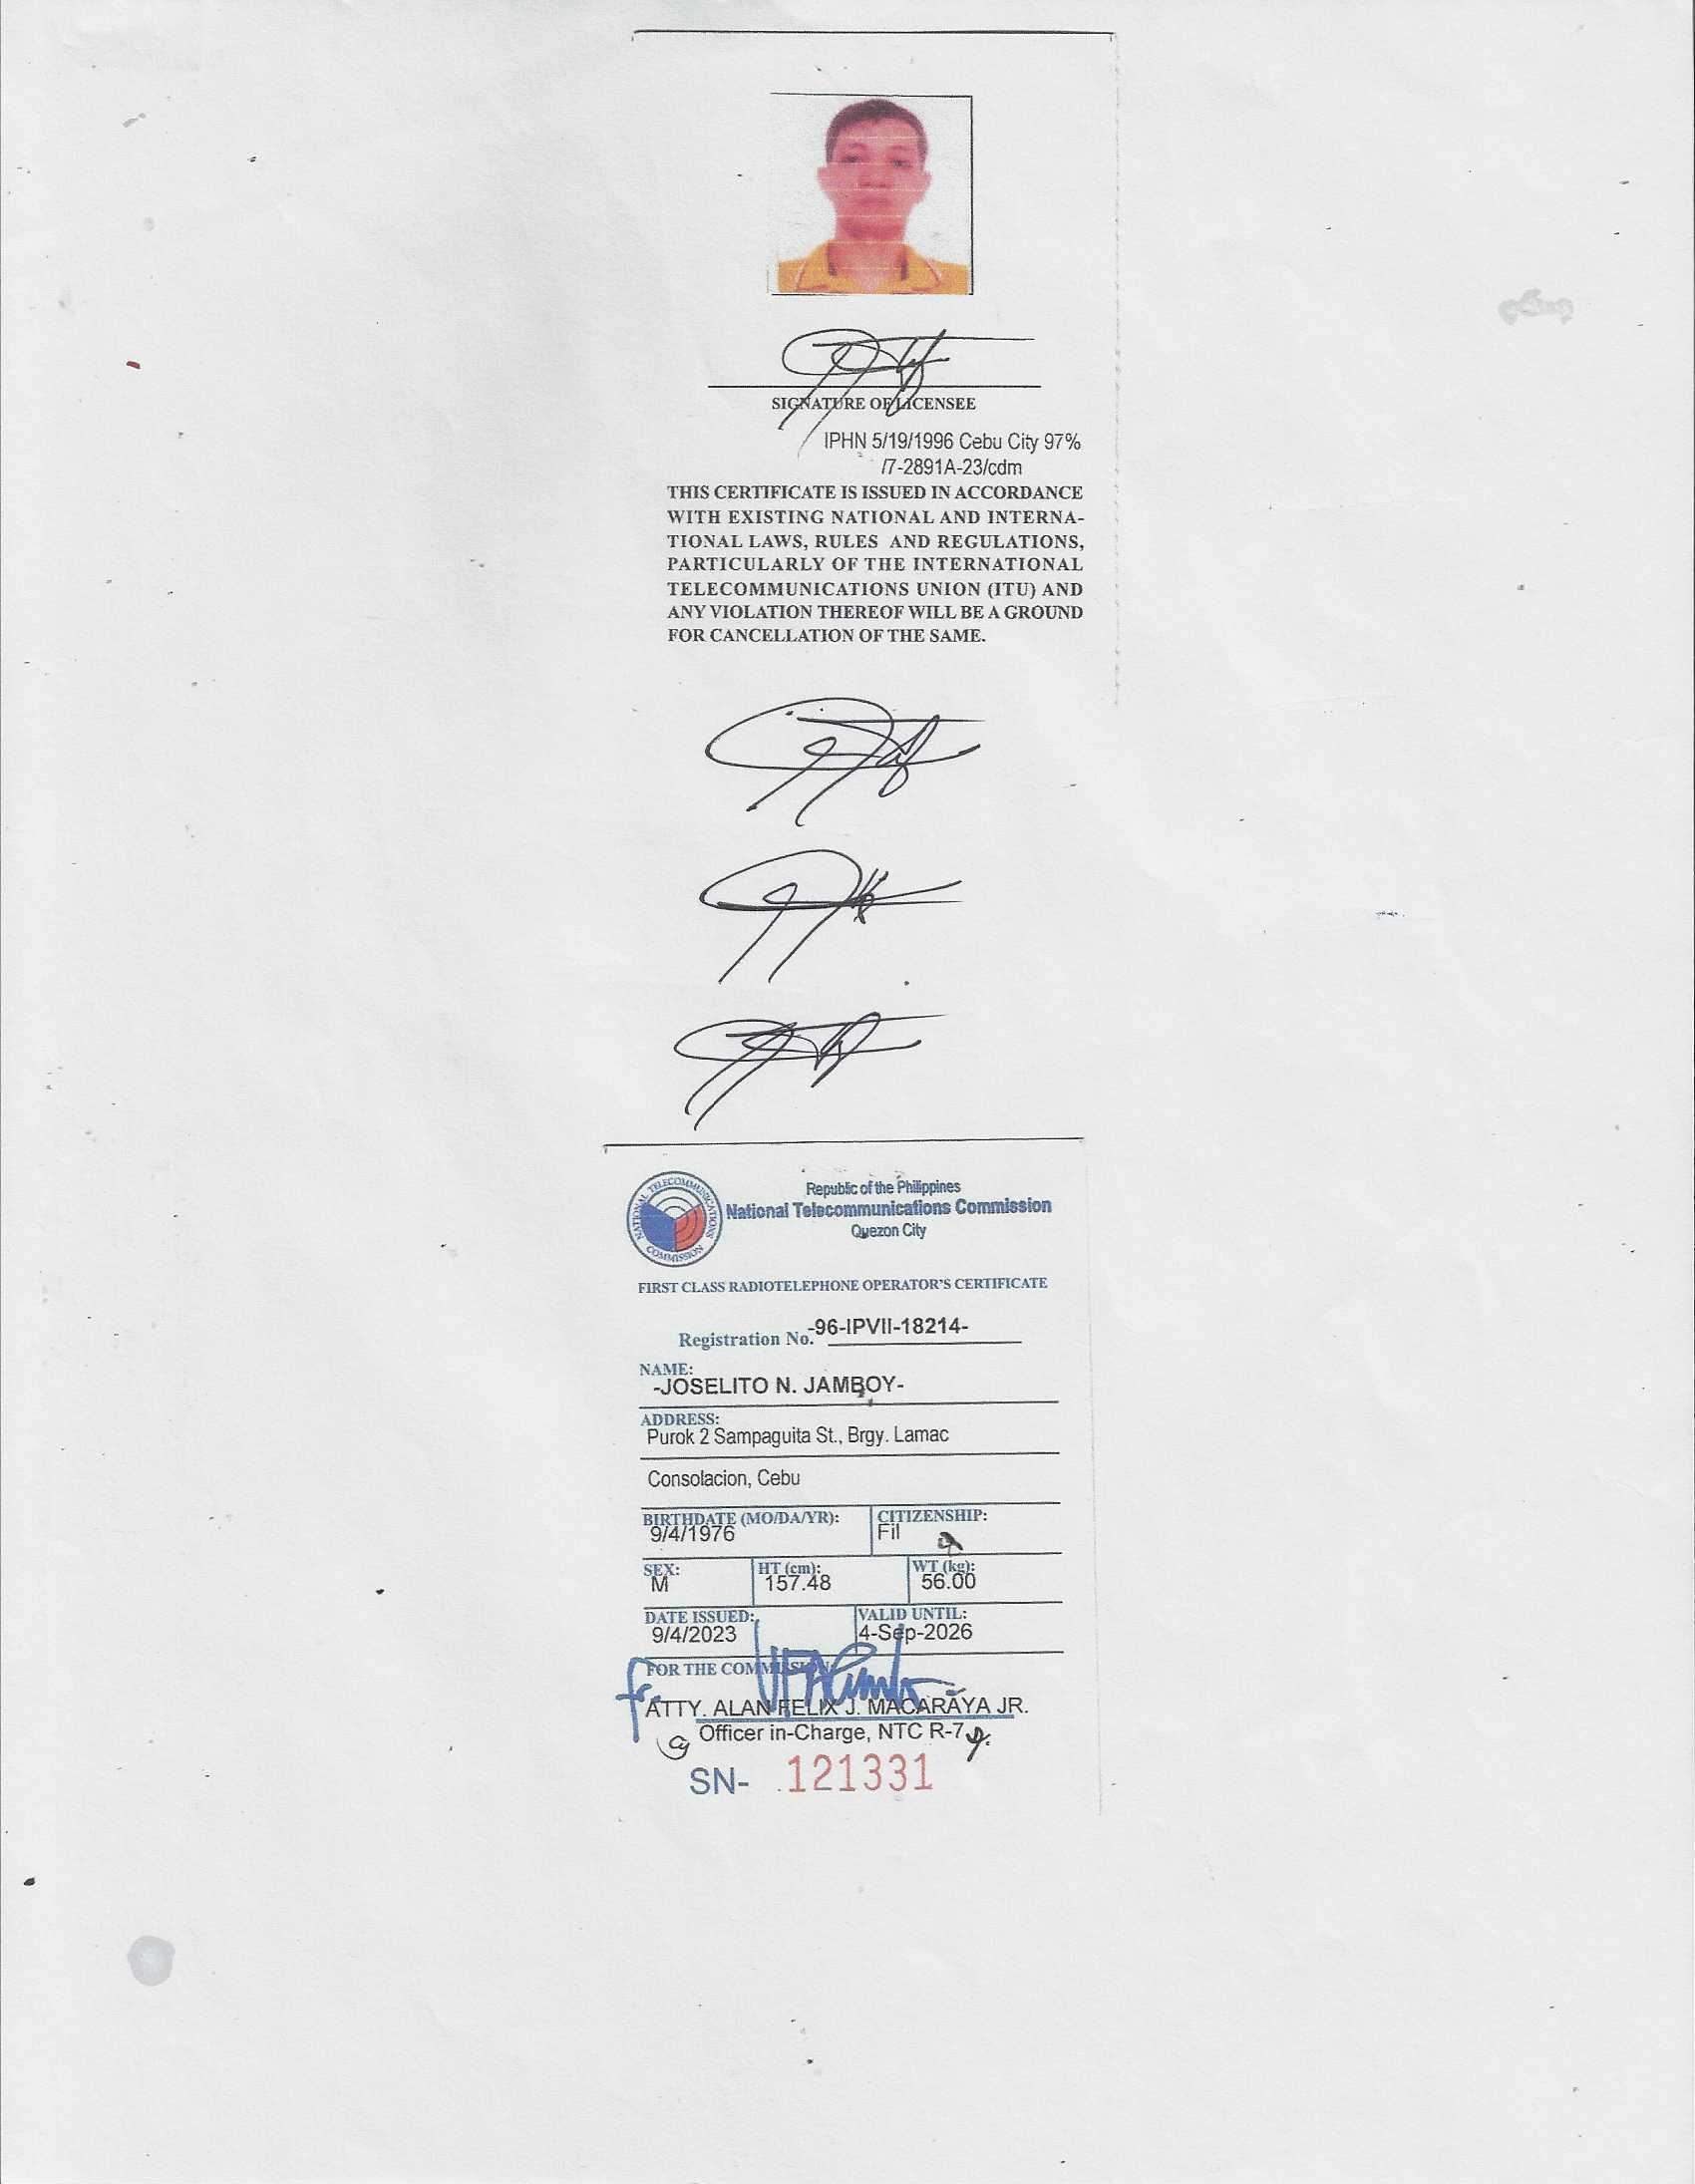 SIGNATURE OF LICENSEE
IPHN 5/19/1996 Cebu City 97%
/7-2891A-23/cdm
THIS CERTIFICATE IS ISSUED IN ACCORDANCE
WITH EXISTING NATIONAL AND INTERNA-
TIONAL LAWS, RULES AND REGULATIONS,
PARTICULARLY OF THE INTERNATIONAL
TELECOMMUNICATIONS UNION (ITU) AND
ANY VIOLATION THEREOF WILL BE A GROUND
FOR CANCELLATION OF THE SAME.
NATIONAL TELECOMMUNICATIONS COMMISSION
Republic of the Philippines
National Telecommunications Commission
Quezon City
FIRST CLASS RADIOTELEPHONE OPERATOR'S CERTIFICATE
Registration No. -96-IPVII-18214-
NAME:
-JOSELITO N. JAMBOY-
ADDRESS:
Purok 2 Sampaguita St., Brgy. Lamac
Consolacion, Cebu
BIRTHDATE (MO/DA/YR): CITIZENSHIP:
9/4/1976 Fil
SEX: HT (cm): WT (kg):
M 157.48 56.00
DATE ISSUED: VALID UNTIL:
9/4/2023 4-Sep-2026
FOR THE COMMISSION:
ATTY. ALAN FELIX J. MACARAYA JR.
Officer in-Charge, NTC R-7
SN- 121331